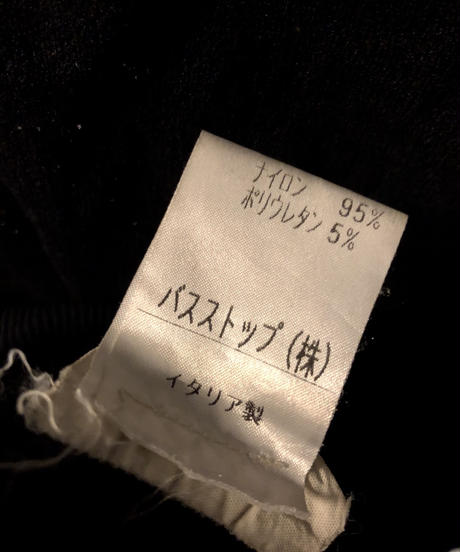 ナイロン 95%
ポリウレタン 5%
バスストップ(株)
イタリア製